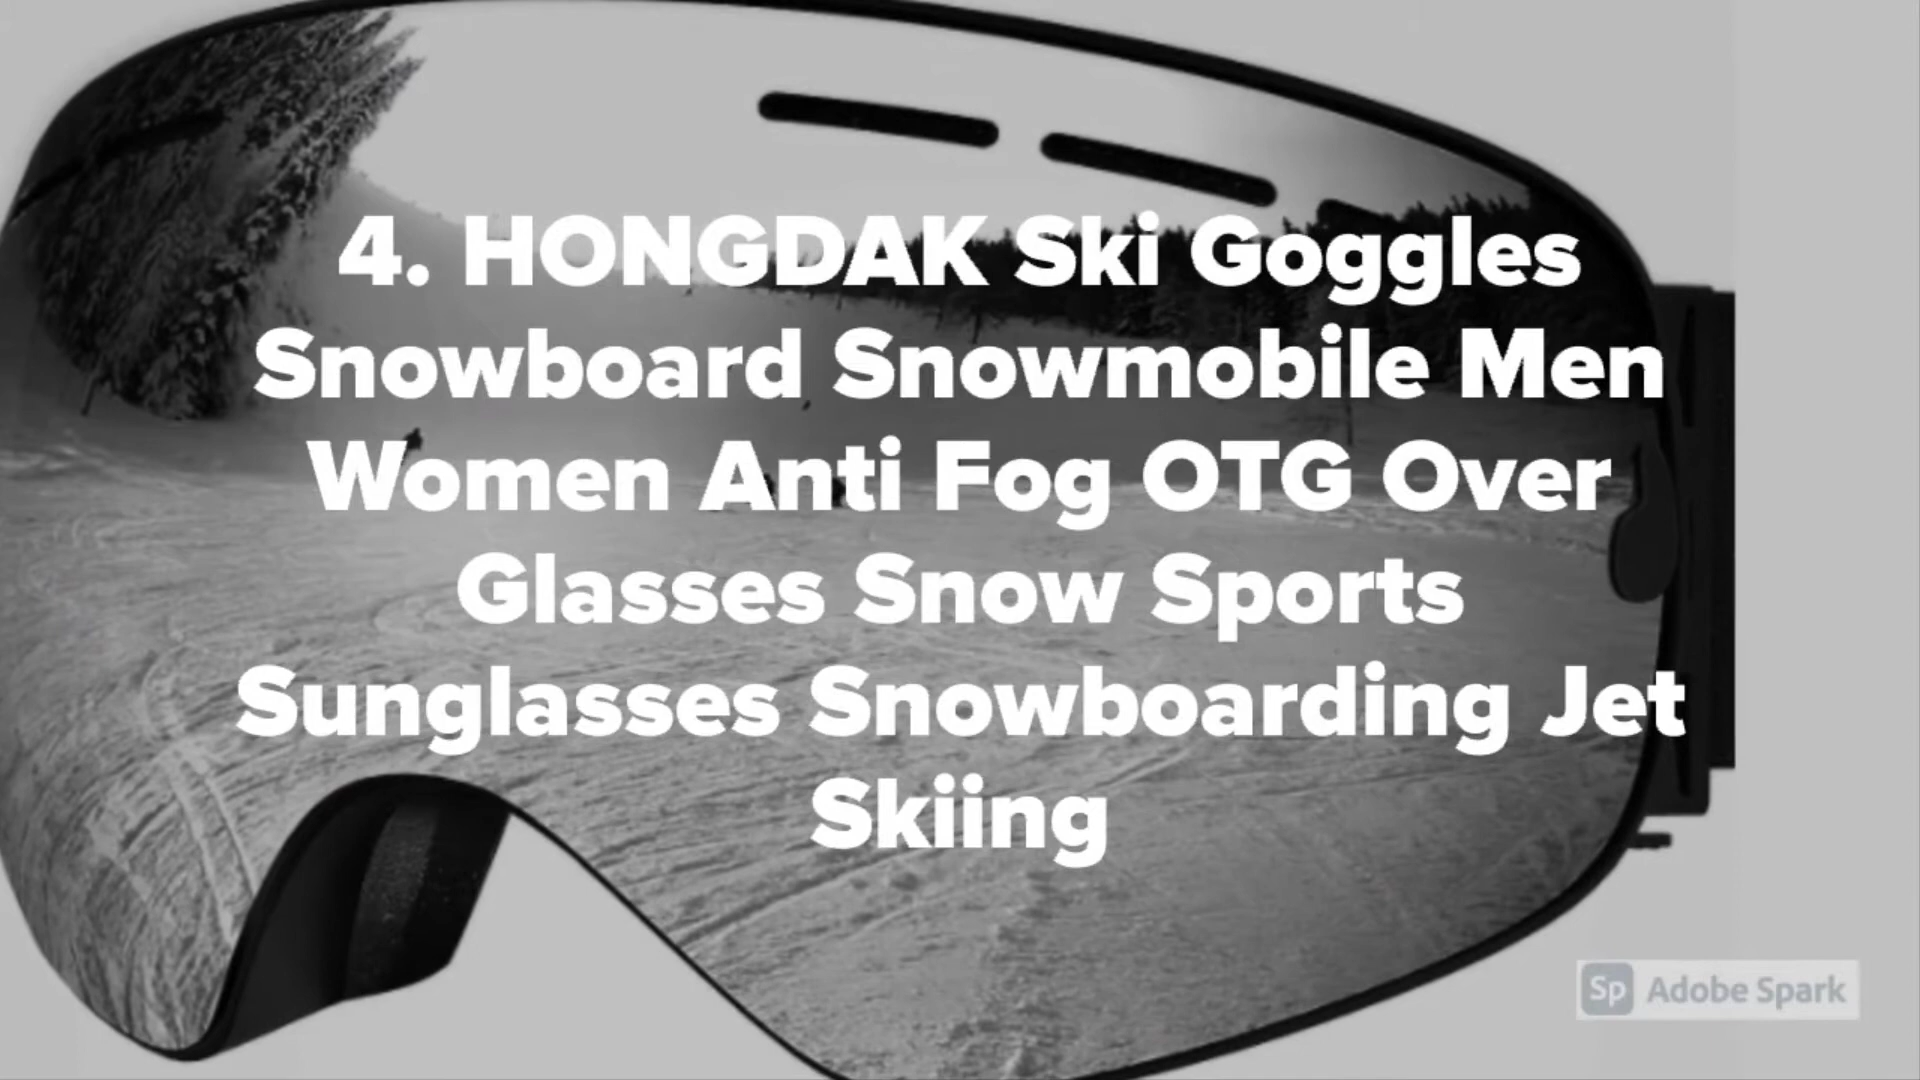 4. HONGDAK Ski Goggles
Snowboard Snowmobile Men
Women Anti Fog OTG Over
Glasses Snow Sports
Sunglasses Snowboarding Jet
Skiing
Sp Adobe Spark